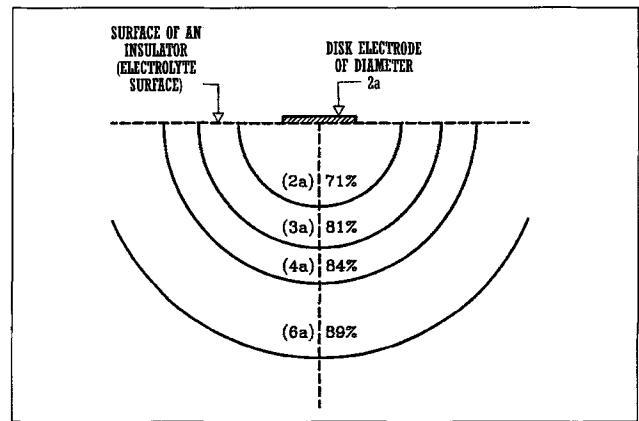 SURFACE OF AN
INSULATOR
(ELECTROLYTE
SURFACE)
DISK ELECTRODE
OF DIAMETER
2a
(2a) 71%
(3a) 81%
(4a) 84%
(6a) 89%